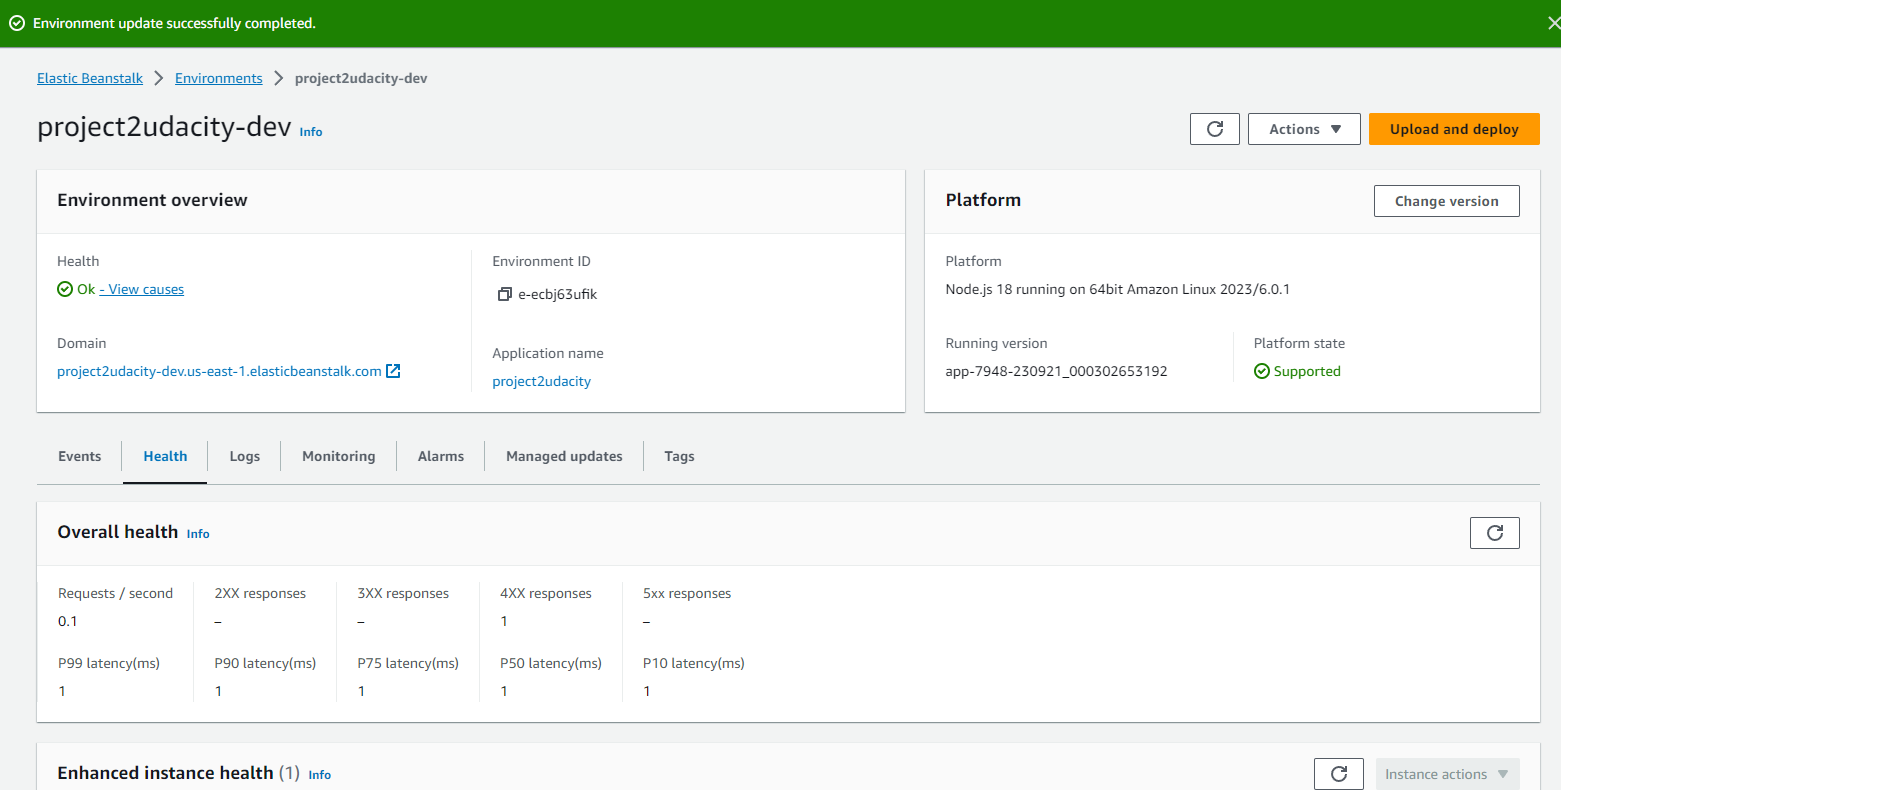 Environment update successfully completed.
Elastic Beanstalk > Environments > project2udacity-dev
project2udacity-dev Info
Actions
Upload and deploy
Environment overview
Health
Ok - View causes
Domain
project2udacity-dev.us-east-1.elasticbeanstalk.com
Environment ID
e-ecbj63ufik
Application name
project2udacity
Platform
Change version
Platform
Node.js 18 running on 64bit Amazon Linux 2023/6.0.1
Running version
app-7948-230921_000302653192
Platform state
Supported
Events Health Logs Monitoring Alarms Managed updates Tags
Overall health Info
Requests / second 2XX responses 3XX responses 4XX responses 5xx responses
0.1 – – 1 –
P99 latency(ms) P90 latency(ms) P75 latency(ms) P50 latency(ms) P10 latency(ms)
1 1 1 1 1
Enhanced instance health (1) Info
Instance actions